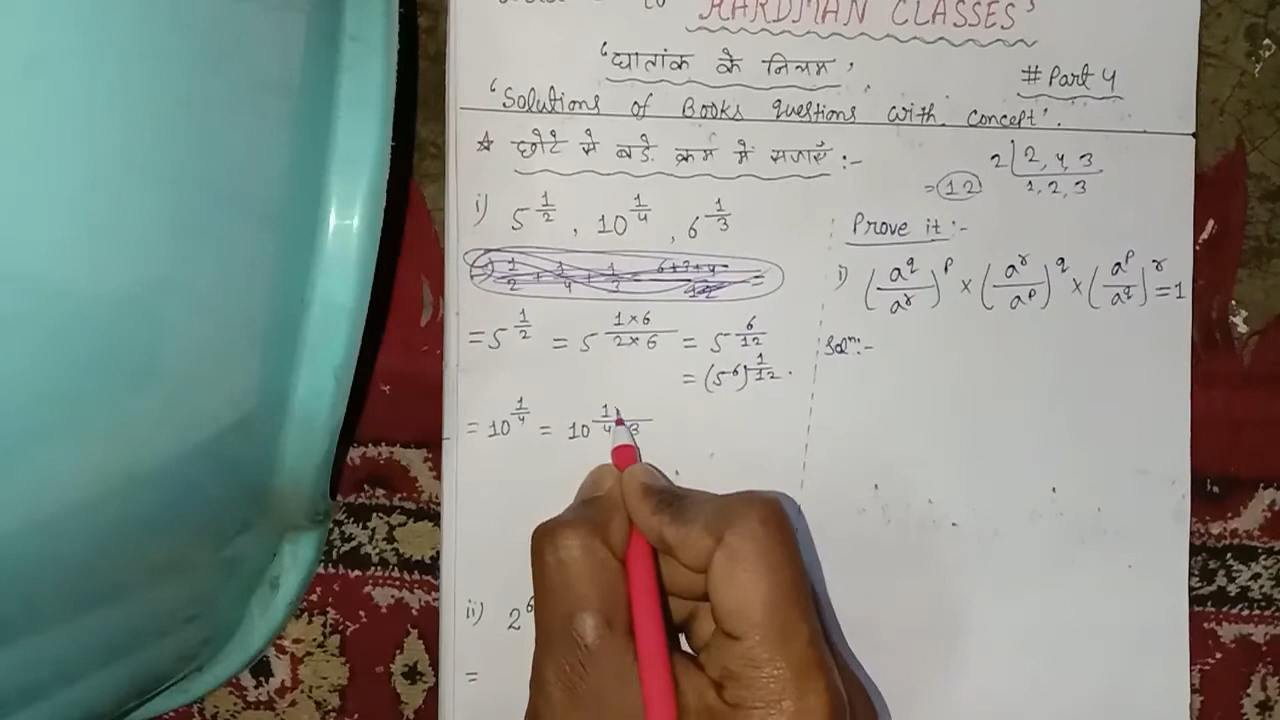 HARDMAN CLASSES'
'घातांक के नियम'
# Part 4
'Solutions of Books questions with concept'.
☆ छोटे से बड़े क्रम में सजाएँ :-
i) 5^(1/2), 10^(1/4), 6^(1/3)
= 5^(1/2) = 5^((1×6)/(2×6)) = 5^(6/12)
= (5^6)^(1/12).
= 10^(1/4) = 10
ii) 2^6
=
2 | 2, 4, 3
1, 2, 3
= 12
Prove it :-
i) (a^q/a^r)^p × (a^r/a^p)^q × (a^p/a^q)^r = 1
Solⁿ:-